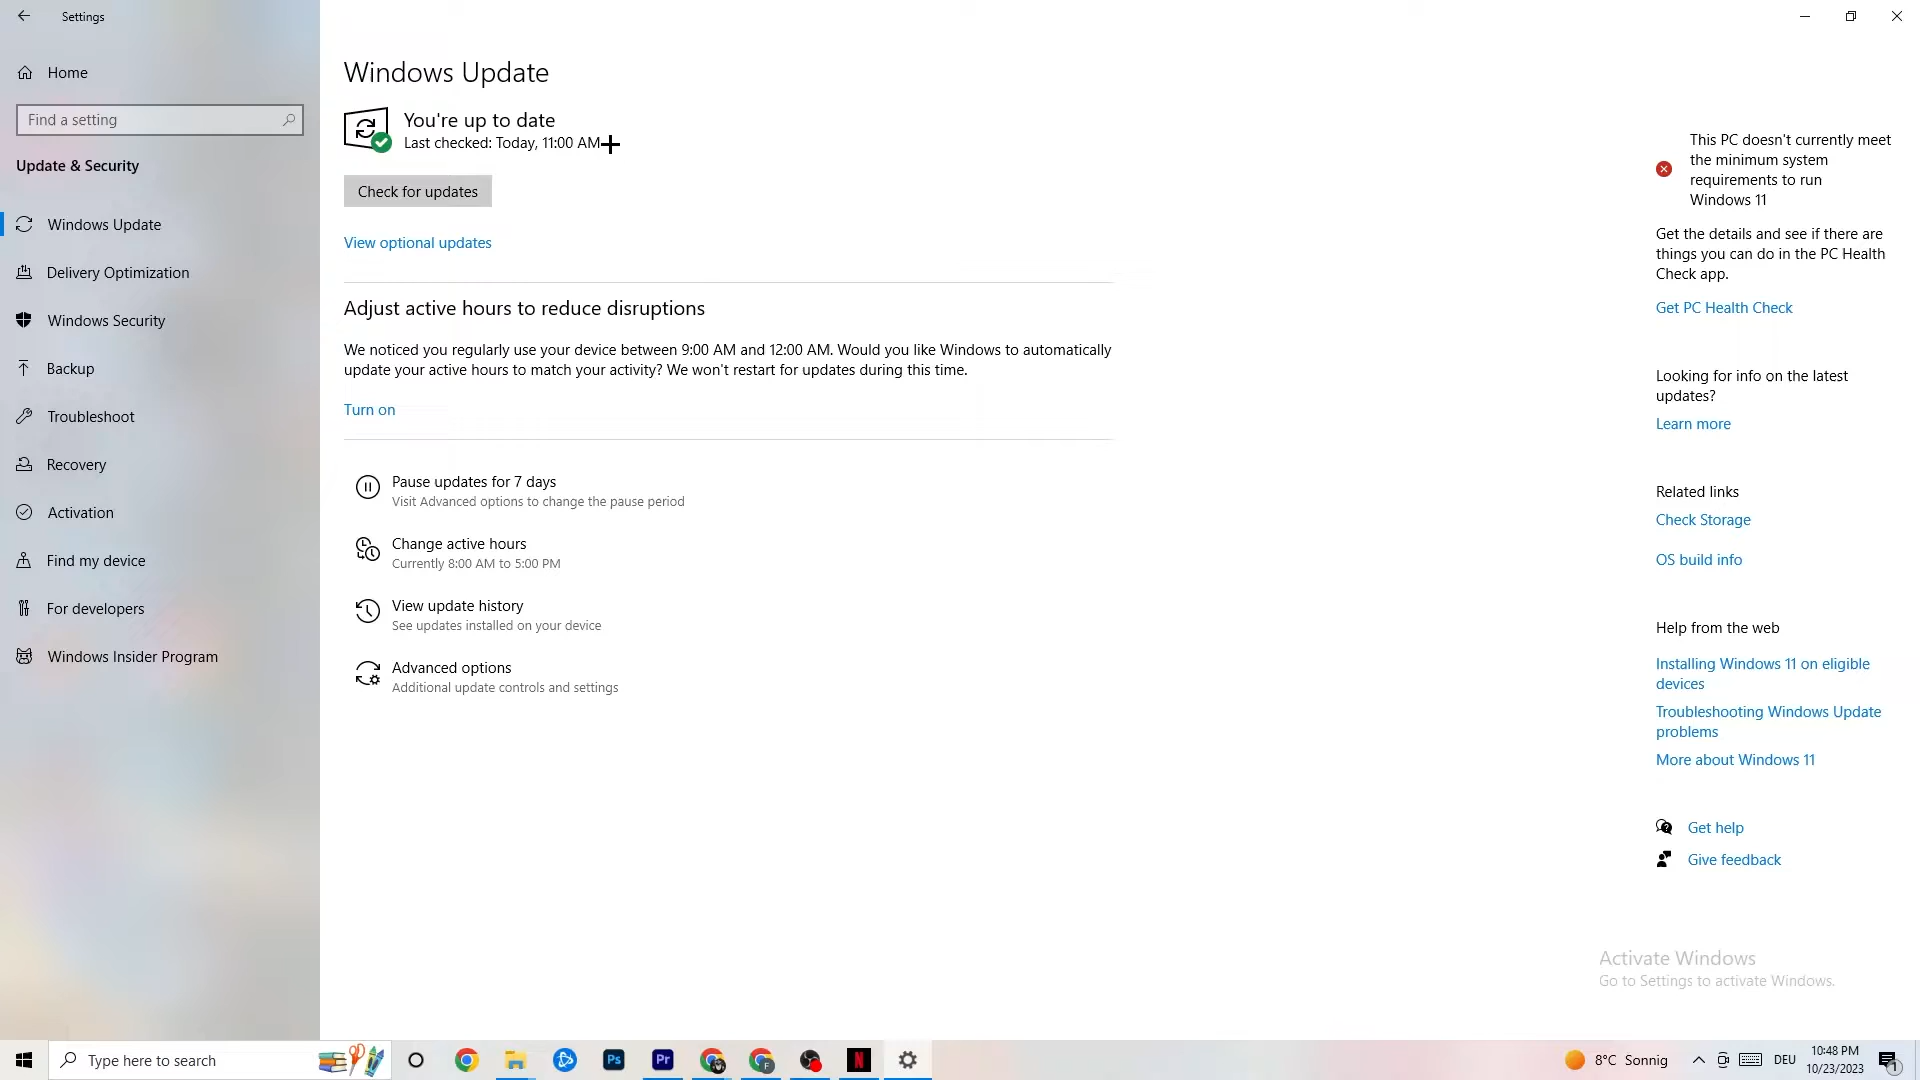 Settings
Home
Find a setting
Update & Security
Windows Update
Delivery Optimization
Windows Security
Backup
Troubleshoot
Recovery
Activation
Find my device
For developers
Windows Insider Program
Windows Update
You're up to date
Last checked: Today, 11:00 AM
Check for updates
View optional updates
Adjust active hours to reduce disruptions
We noticed you regularly use your device between 9:00 AM and 12:00 AM. Would you like Windows to automatically
update your active hours to match your activity? We won't restart for updates during this time.
Turn on
Pause updates for 7 days
Visit Advanced options to change the pause period
Change active hours
Currently 8:00 AM to 5:00 PM
View update history
See updates installed on your device
Advanced options
Additional update controls and settings
This PC doesn't currently meet
the minimum system
requirements to run
Windows 11
Get the details and see if there are
things you can do in the PC Health
Check app.
Get PC Health Check
Looking for info on the latest
updates?
Learn more
Related links
Check Storage
OS build info
Help from the web
Installing Windows 11 on eligible
devices
Troubleshooting Windows Update
problems
More about Windows 11
Get help
Give feedback
Activate Windows
Go to Settings to activate Windows.
Type here to search
Ps
Pr
F
N
8°C Sonnig
DEU
10:48 PM
10/23/2023
1